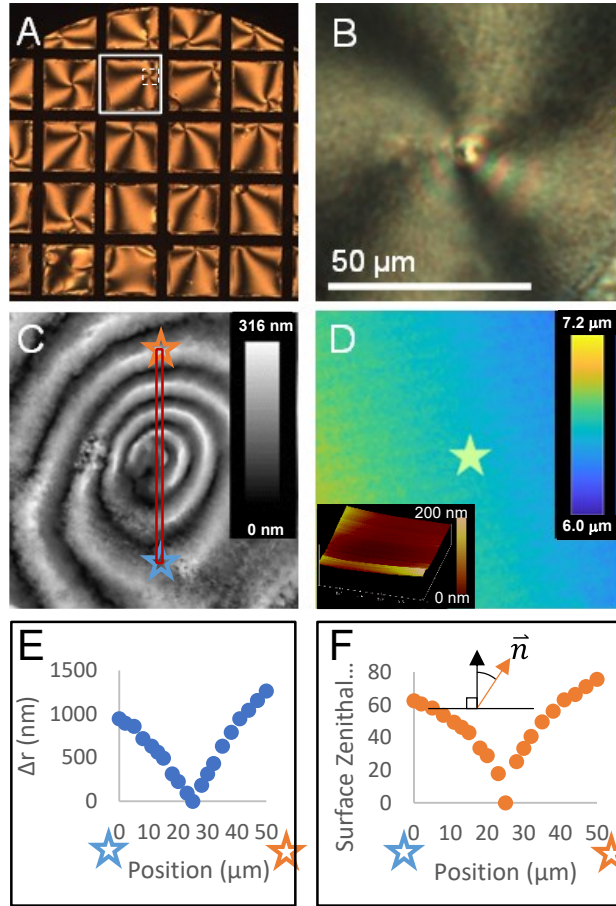 A
B
50 µm
C
316 nm
0 nm
D
7.2 µm
6.0 µm
200 nm
0 nm
E
1500
1000
500
0
Δr (nm)
0 10 20 30 40 50
Position (µm)
F
80
60
40
20
0
Surface Zenithal...
n⃗
0 10 20 30 40 50
Position (µm)